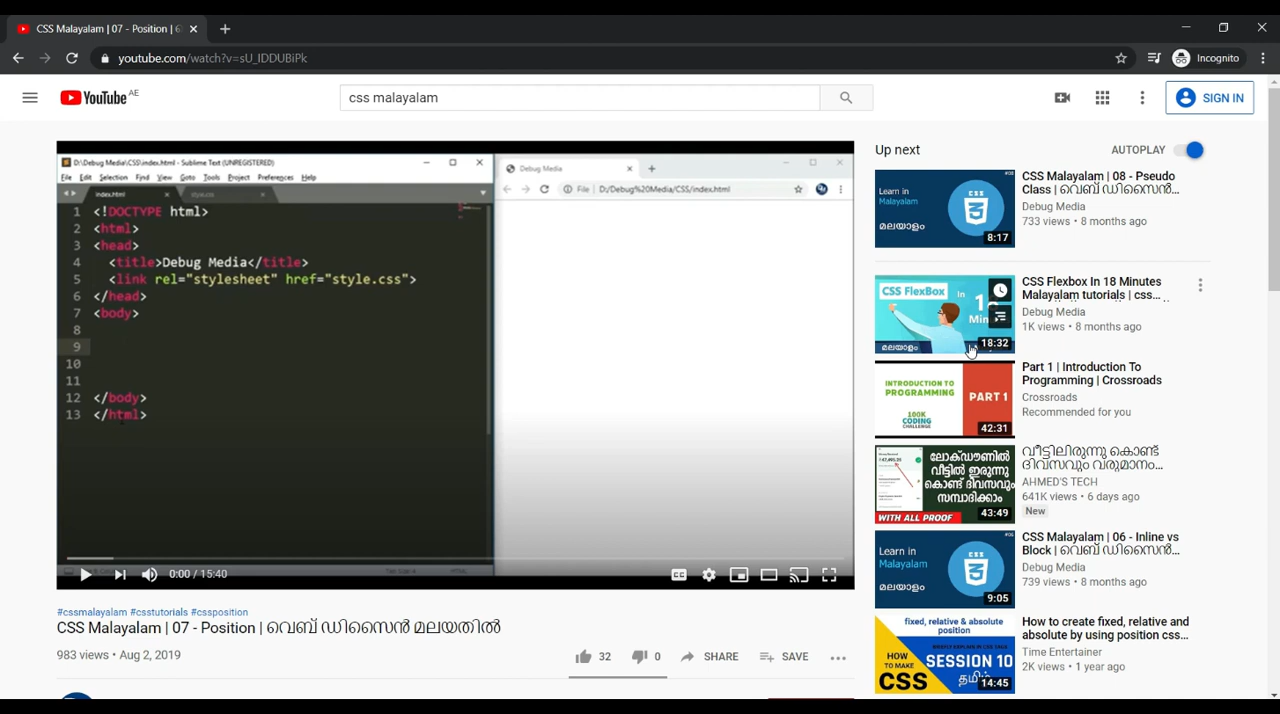 CSS Malayalam | 07 - Position | 
youtube.com/watch?v=sU_IDDUBiPk
Incognito
YouTube AE
css malayalam
SIGN IN
D:\Debug Media\CSS\index.html - Sublime Text (UNREGISTERED)
File Edit Selection Find View Goto Tools Project Preferences Help
index.html
style.css
1 <!DOCTYPE html>
2 <html>
3 <head>
4 <title>Debug Media</title>
5 <link rel="stylesheet" href="style.css">
6 </head>
7 <body>
8
9
10
11
12 </body>
13 </html>
Debug Media
File | D:/Debug%20Media/CSS/index.html
0:00 / 15:40
#cssmalayalam #csstutorials #cssposition
CSS Malayalam | 07 - Position | വെബ് ഡിസൈൻ മലയതിൽ
983 views • Aug 2, 2019
32
0
SHARE
SAVE
Up next
AUTOPLAY
Learn in
Malayalam
മലയാളം
CSS
8:17
CSS Malayalam | 08 - Pseudo
Class | വെബ് ഡിസൈൻ...
Debug Media
733 views • 8 months ago
CSS FlexBox In
മലയാളം
18:32
CSS Flexbox In 18 Minutes
Malayalam tutorials | css...
Debug Media
1K views • 8 months ago
INTRODUCTION TO
PROGRAMMING
PART 1
100K
CODING
CHALLENGE
42:31
Part 1 | Introduction To
Programming | Crossroads
Crossroads
Recommended for you
ലോക്ഡൗണിൽ
വീട്ടിൽ ഇരുന്നു
കൊണ്ട് ദിവസവും
സമ്പാദിക്കാം
WITH ALL PROOF
43:49
വീട്ടിലിരുന്നു കൊണ്ട്
ദിവസവും വരുമാനം...
AHMED'S TECH
641K views • 6 days ago
New
Learn in
Malayalam
മലയാളം
CSS
9:05
CSS Malayalam | 06 - Inline vs
Block | വെബ് ഡിസൈൻ...
Debug Media
739 views • 8 months ago
fixed, relative & absolute
position
HOW
TO MAKE
CSS
SESSION 10
தமிழ்
14:45
How to create fixed, relative and
absolute by using position css...
Time Entertainer
2K views • 1 year ago